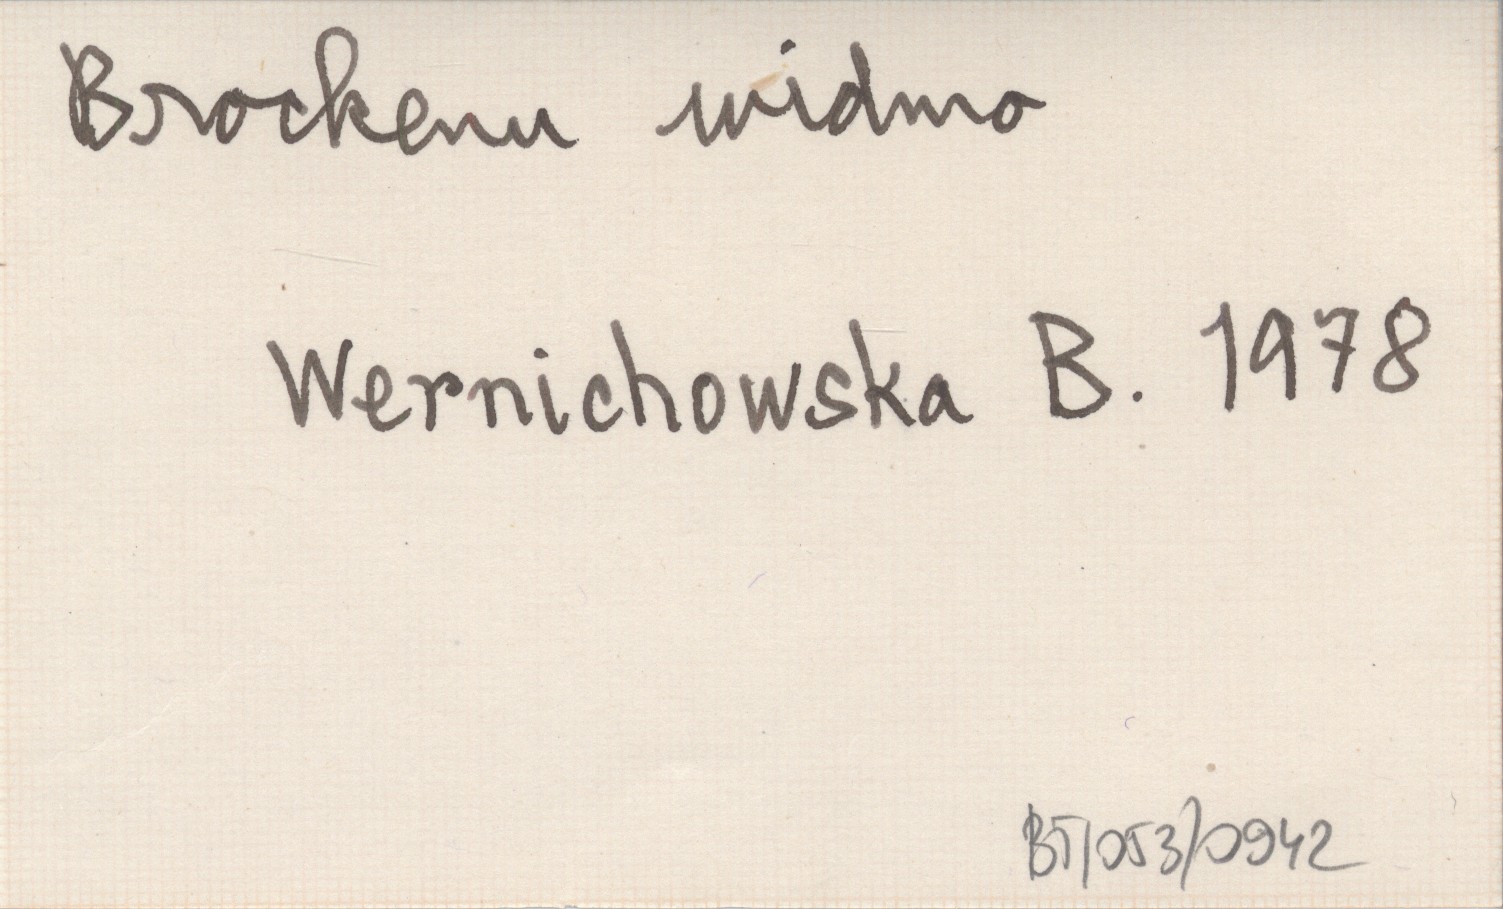 Brockenu widmo
Wernichowska B. 1978
BT/053/0942